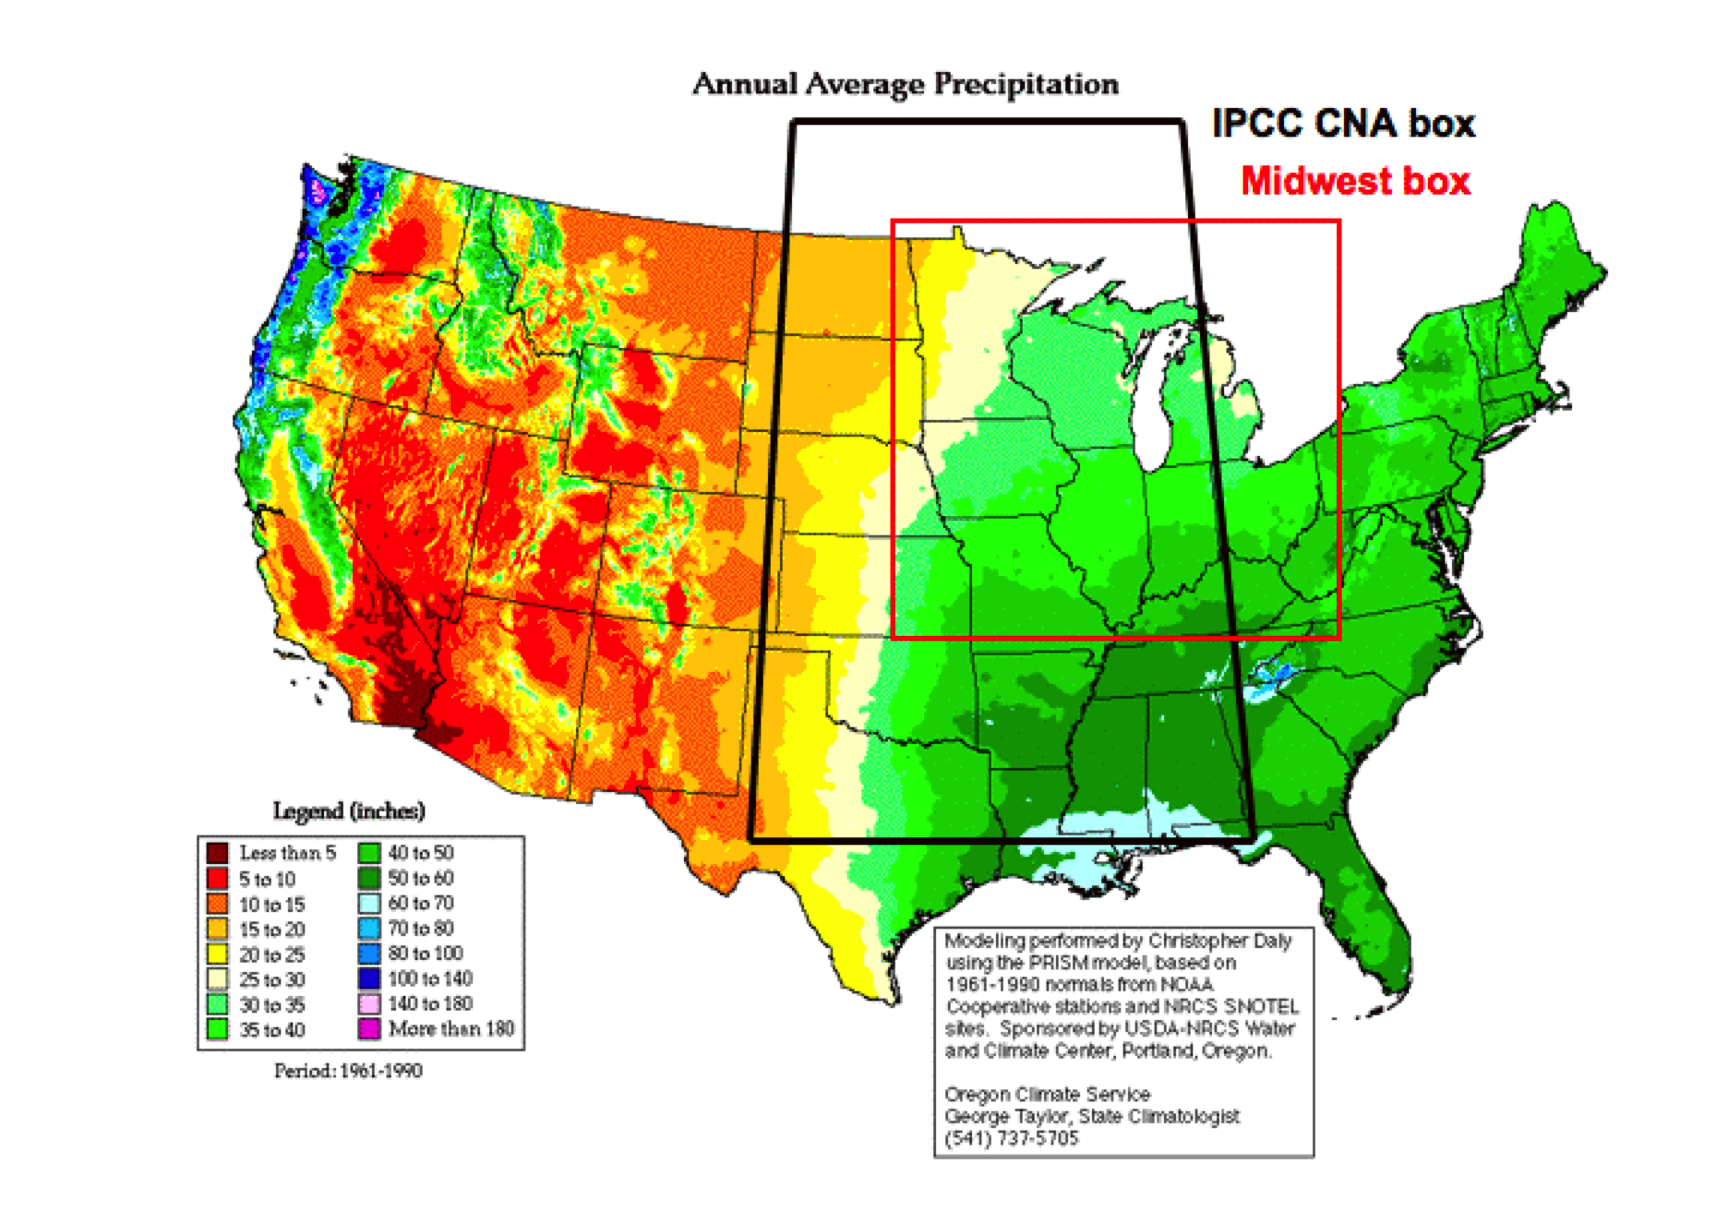 Annual Average Precipitation
IPCC CNA box
Midwest box
Legend (inches)
Less than 5
5 to 10
10 to 15
15 to 20
20 to 25
25 to 30
30 to 35
35 to 40
40 to 50
50 to 60
60 to 70
70 to 80
80 to 100
100 to 140
140 to 180
More than 180
Period: 1961-1990
Modeling performed by Christopher Daly
using the PRISM model, based on
1961-1990 normals from NOAA
Cooperative stations and NRCS SNOTEL
sites. Sponsored by USDA-NRCS Water
and Climate Center, Portland, Oregon.
Oregon Climate Service
George Taylor, State Climatologist
(541) 737-5705